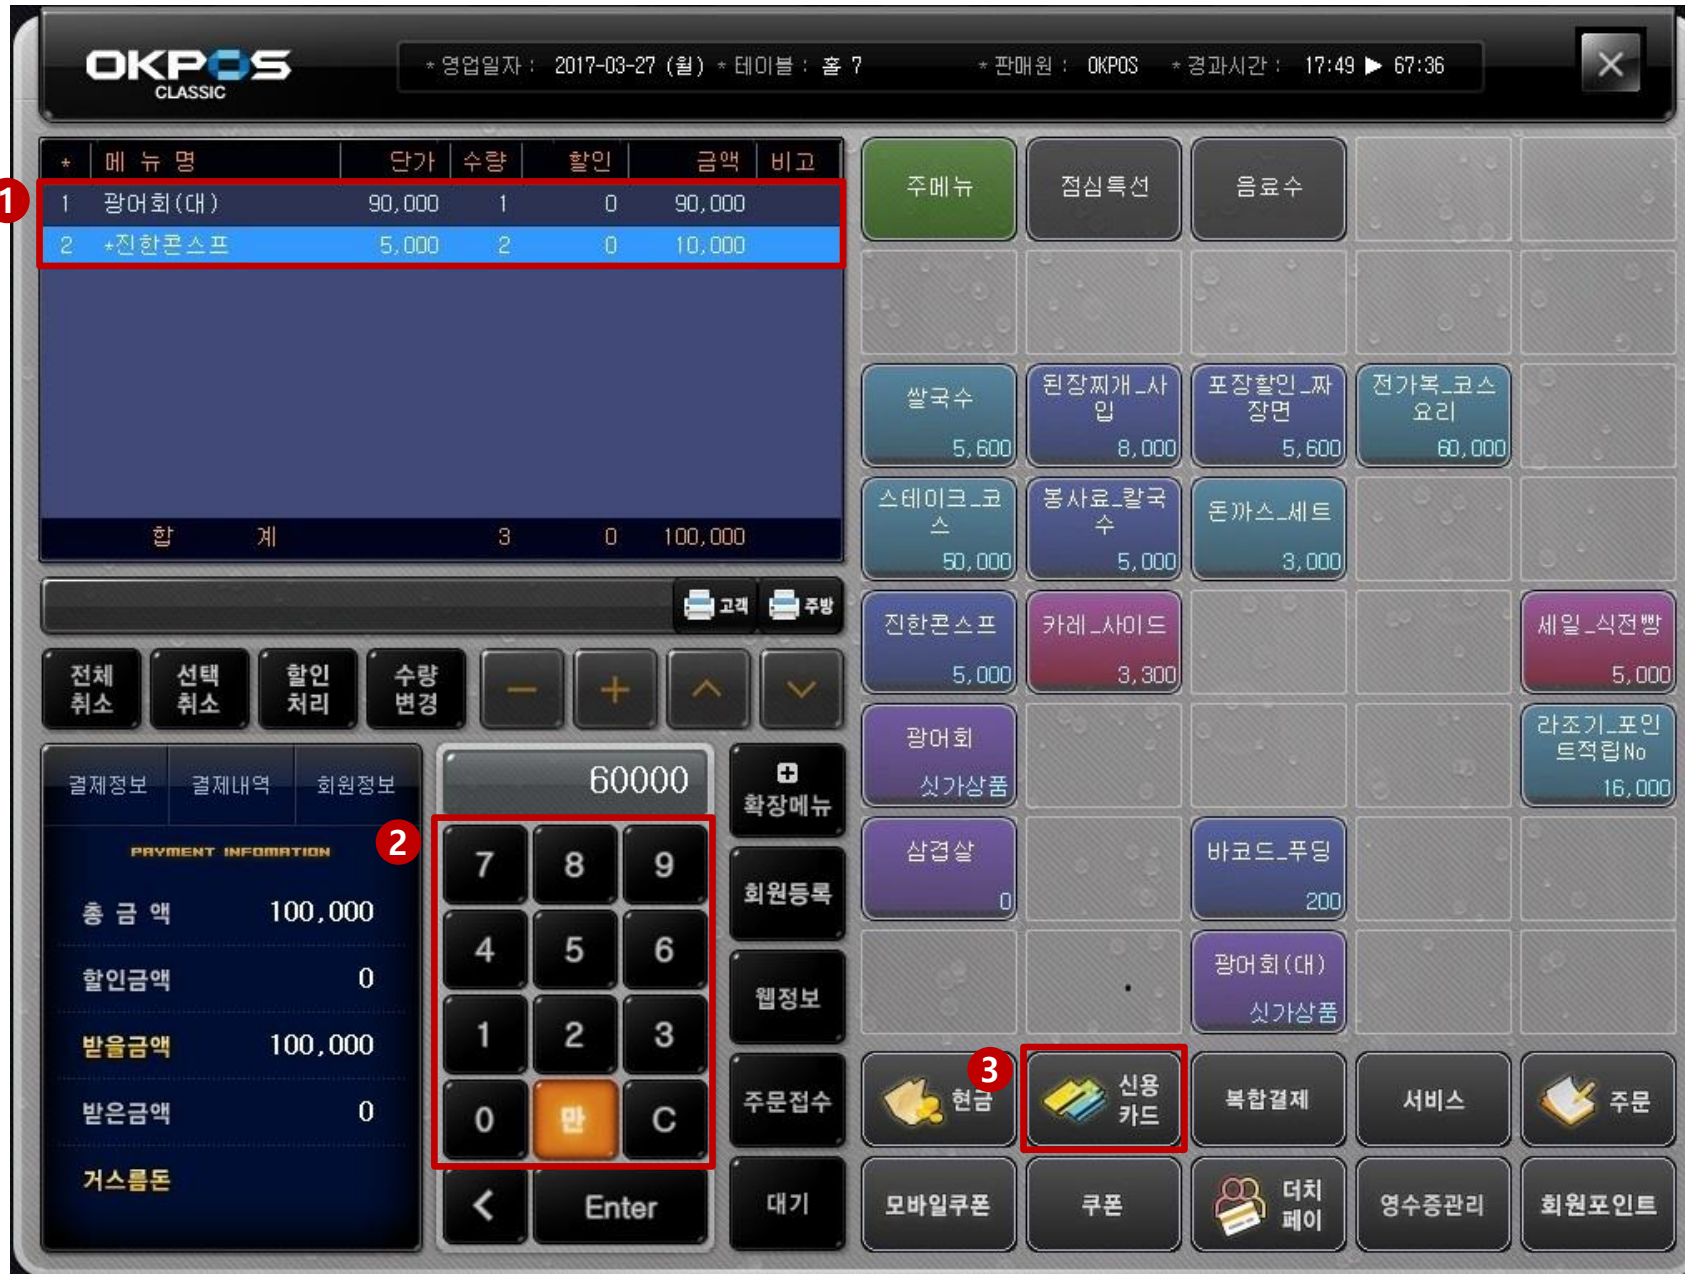 OKPOS
CLASSIC
* 영업일자 : 2017-03-27 (월) * 테이블 : 홀 7 * 판매원 : OKPOS * 경과시간 : 17:49 ▶ 67:36
* 메 뉴 명 단가 수량 할인 금액 비고
1
1 광어회(대) 90,000 1 0 90,000
2 *진한콘스프 5,000 2 0 10,000
합 계 3 0 100,000
고객 주방
전체
취소
선택
취소
할인
처리
수량
변경
− +
결제정보 결제내역 회원정보
PAYMENT INFOMATION
총 금 액 100,000
할인금액 0
받을금액 100,000
받은금액 0
거스름돈
60000
2
7 8 9
4 5 6
1 2 3
0 만 C
Enter
확장메뉴
회원등록
웹정보
주문접수
대기
주메뉴 점심특선 음료수
쌀국수
5,600
된장찌개_사
입
8,000
포장할인_짜
장면
5,600
전가복_코스
요리
60,000
스테이크_코
스
50,000
봉사료_칼국
수
5,000
돈까스_세트
3,000
진한콘스프
5,000
카레_사이드
3,300
세일_식전빵
5,000
광어회
싯가상품
라조기_포인
트적립No
16,000
삼겹살
0
바코드_푸딩
200
광어회(대)
싯가상품
3
현금
신용
카드
복합결제
서비스
주문
모바일쿠폰
쿠폰
더치
페이
영수증관리
회원포인트